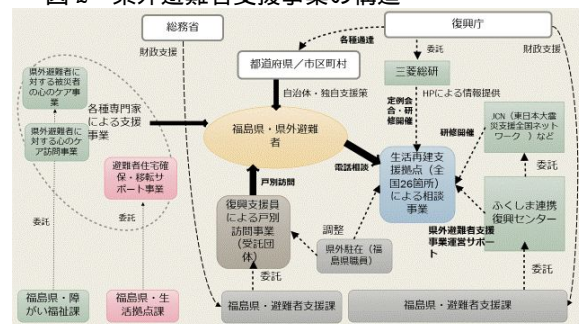 図２ 県外避難者支援事業の構造
総務省
復興庁
財政支援
各種通達
委託
財政支援
都道府県／市区町村
三菱総研
県外避難者に
対する被災者
の心のケア事
業
各種専門家
による支援
事業
自治体・独自支援策
定例会
合・研
修開催
HPによる情報提供
県外避難者に
対する心のケ
ア訪問事業
福島県・県外避難
者
研修開催
JCN（東日本大震
災支援全国ネット
ワーク ）など
避難者住宅確
保・移転サ
ポート事業
電話相談
生活再建支
援拠点（全
国26箇所）
による相談
事業
委託
戸別訪問
復興支援員
による戸別
訪問事業
（受託団
体）
調整
ふくしま連携
復興センター
県外避難者支援
事業運営サポー
ト
県外駐在（福
島県職員）
委託
委託
委託
委託
福島県・障
がい福祉課
福島県・生
活拠点課
福島県・避難者支援課
福島県・避難者支援課